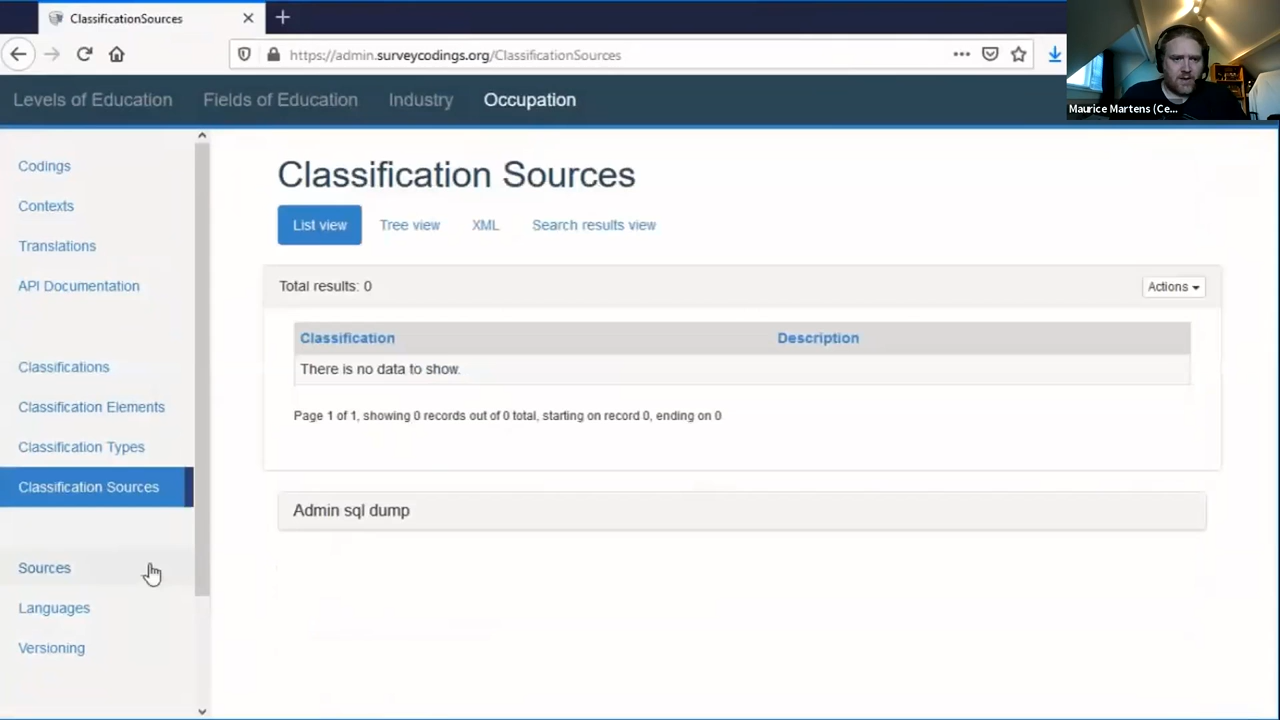 ClassificationSources
https://admin.surveycodings.org/ClassificationSources
Maurice Martens (Ce...
Levels of Education
Fields of Education
Industry
Occupation
Codings
Contexts
Translations
API Documentation
Classifications
Classification Elements
Classification Types
Classification Sources
Sources
Languages
Versioning
Classification Sources
List view
Tree view
XML
Search results view
Total results: 0
Actions
Classification
Description
There is no data to show.
Page 1 of 1, showing 0 records out of 0 total, starting on record 0, ending on 0
Admin sql dump